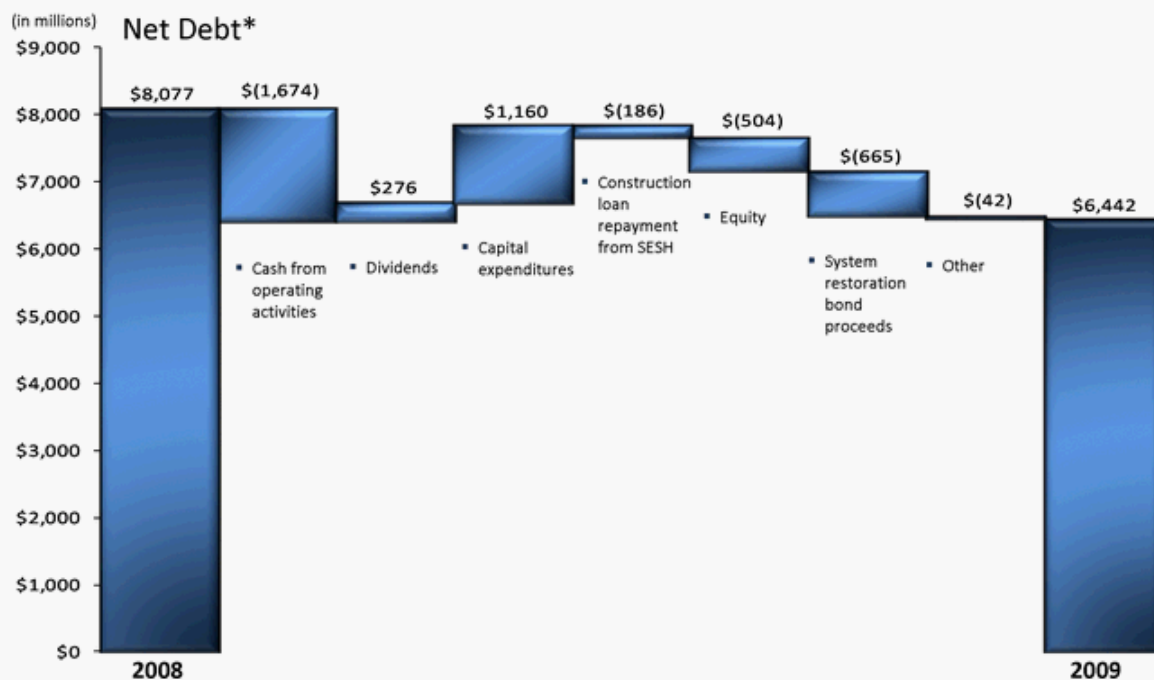 (in millions)
Net Debt*
$9,000
$8,000
$7,000
$6,000
$5,000
$4,000
$3,000
$2,000
$1,000
$0
$8,077
$(1,674)
$276
$1,160
$(186)
$(504)
$(665)
$(42)
$6,442
▪ Cash from
operating
activities
▪ Dividends
▪ Capital
expenditures
▪ Construction
loan
repayment
from SESH
▪ Equity
▪ System
restoration
bond
proceeds
▪ Other
2008
2009